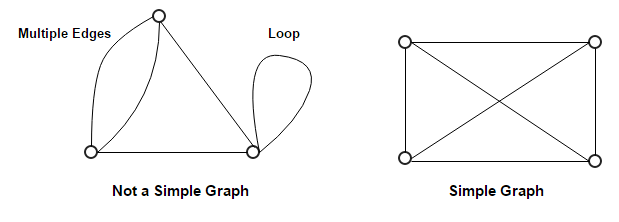 Multiple Edges
Loop
Not a Simple Graph
Simple Graph